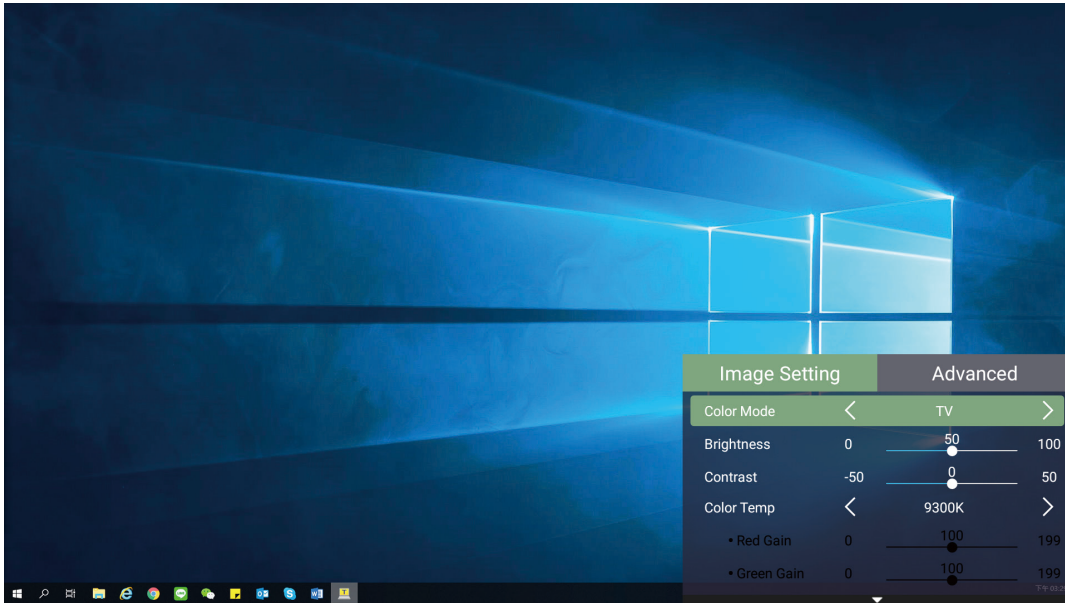 Image Setting Advanced
Color Mode TV
Brightness 0 50 100
Contrast -50 0 50
Color Temp 9300K
• Red Gain 0 100 199
• Green Gain 0 100 199